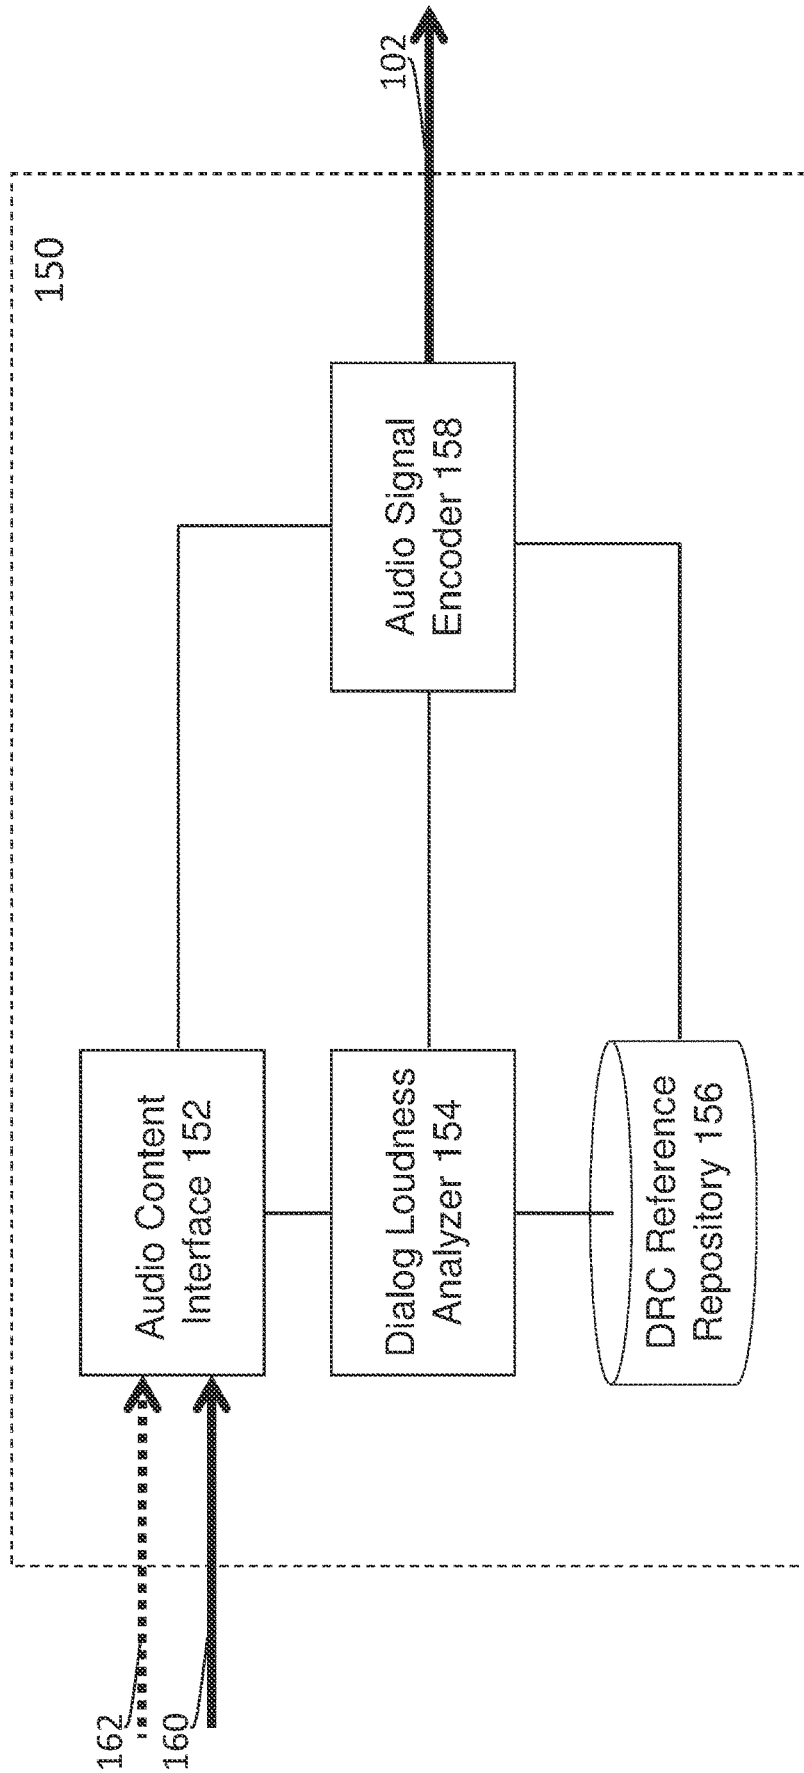 150
162
160
Audio Content
Interface 152
Dialog Loudness
Analyzer 154
DRC Reference
Repository 156
Audio Signal
Encoder 158
102